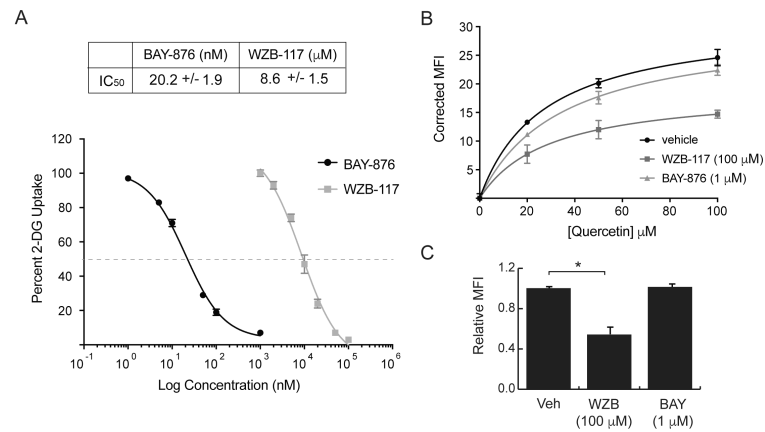 A
BAY-876 (nM) WZB-117 (μM)
IC50 20.2 +/- 1.9 8.6 +/- 1.5
120
100
80
60
40
20
Percent 2-DG Uptake
BAY-876
WZB-117
10-1 100 101 102 103 104 105 106
Log Concentration (nM)
B
30
25
20
15
10
5
Corrected MFI
vehicle
WZB-117 (100 μM)
BAY-876 (1 μM)
0 20 40 60 80 100
[Quercetin] μM
C
1.2
0.8
0.4
0.0
Relative MFI
*
Veh WZB BAY
(100 μM) (1 μM)